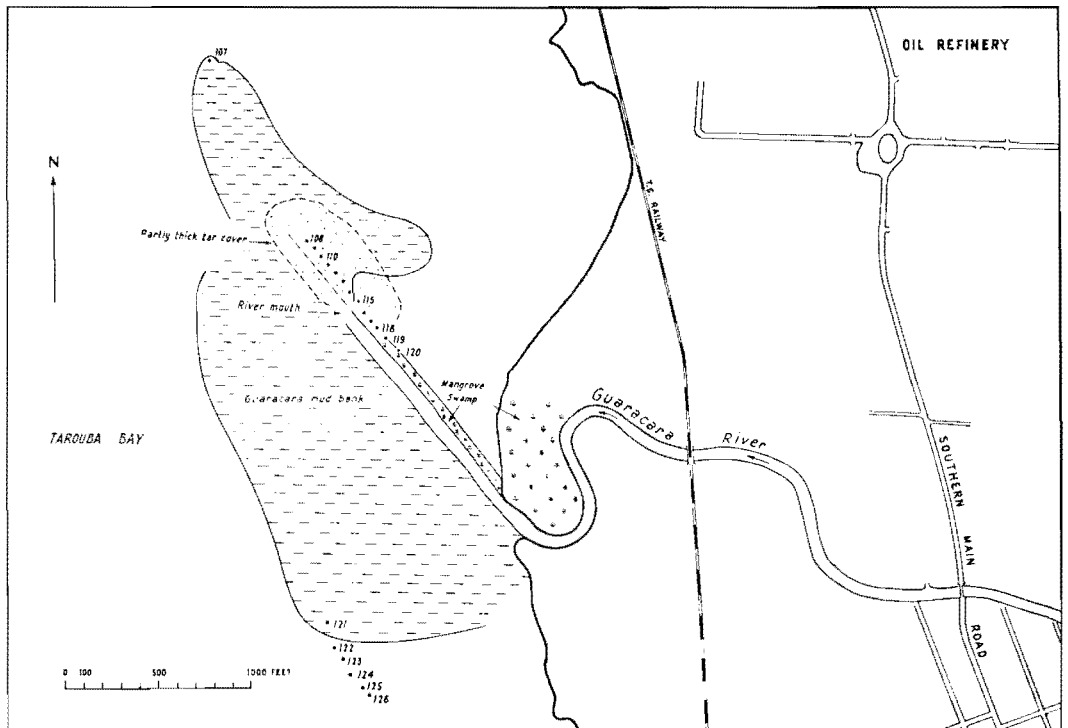 107
OIL REFINERY
N
T.G. RAILWAY
Partly thick tar cover
108
110
115
River mouth
118
119
120
Mangrove
Swamp
Guaracara mud bank
Guaracara River
TAROUBA BAY
SOUTHERN MAIN ROAD
121
122
123
124
125
126
0 100 500 1000 FEET